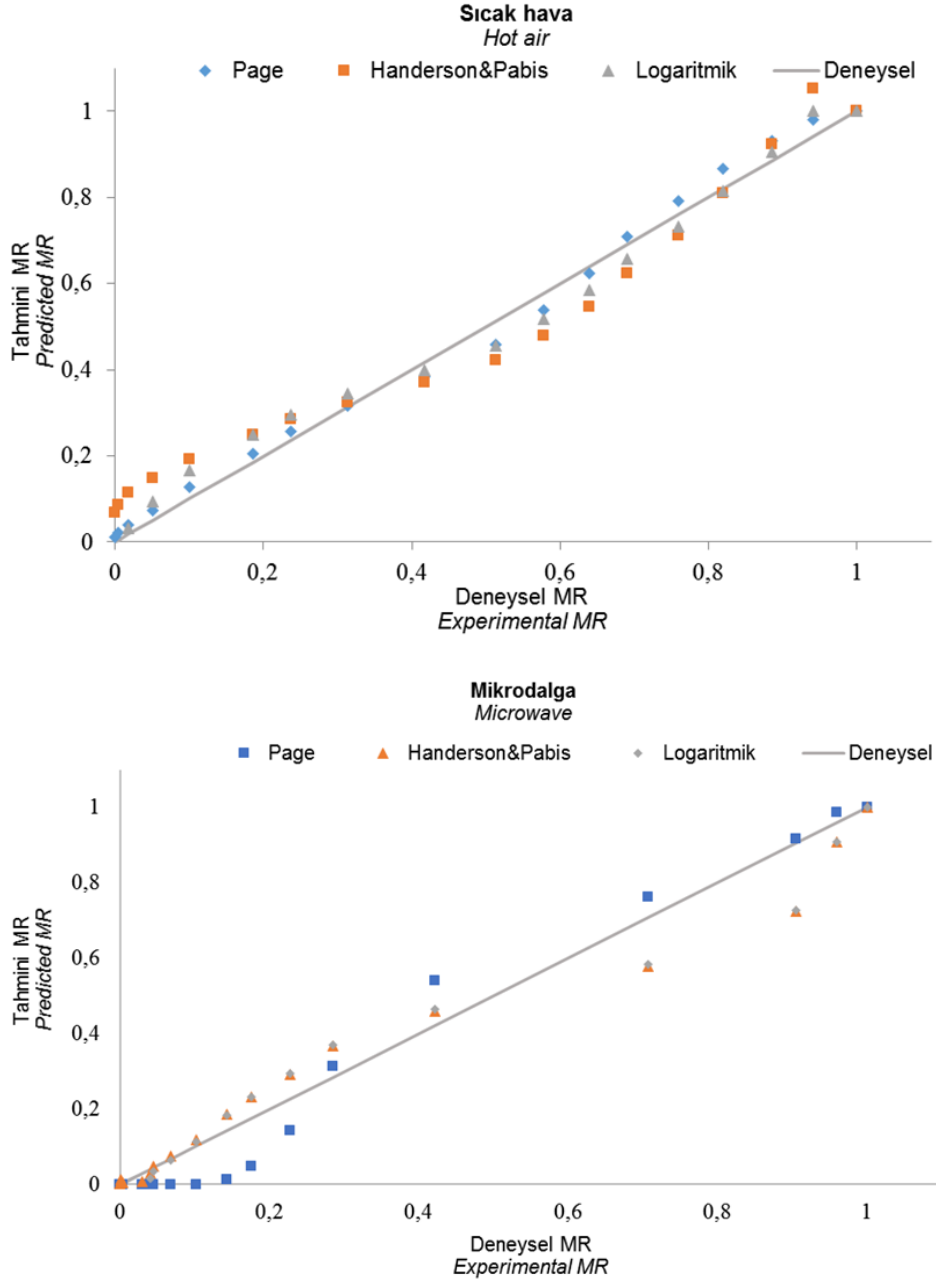 Sıcak hava
Hot air
Page Handerson&Pabis Logaritmik Deneysel
1
0,8
0,6
0,4
0,2
0
Tahmini MR
Predicted MR
0 0,2 0,4 0,6 0,8 1
Deneysel MR
Experimental MR
Mikrodalga
Microwave
Page Handerson&Pabis Logaritmik Deneysel
1
0,8
0,6
0,4
0,2
0
Tahmini MR
Predicted MR
0 0,2 0,4 0,6 0,8 1
Deneysel MR
Experimental MR